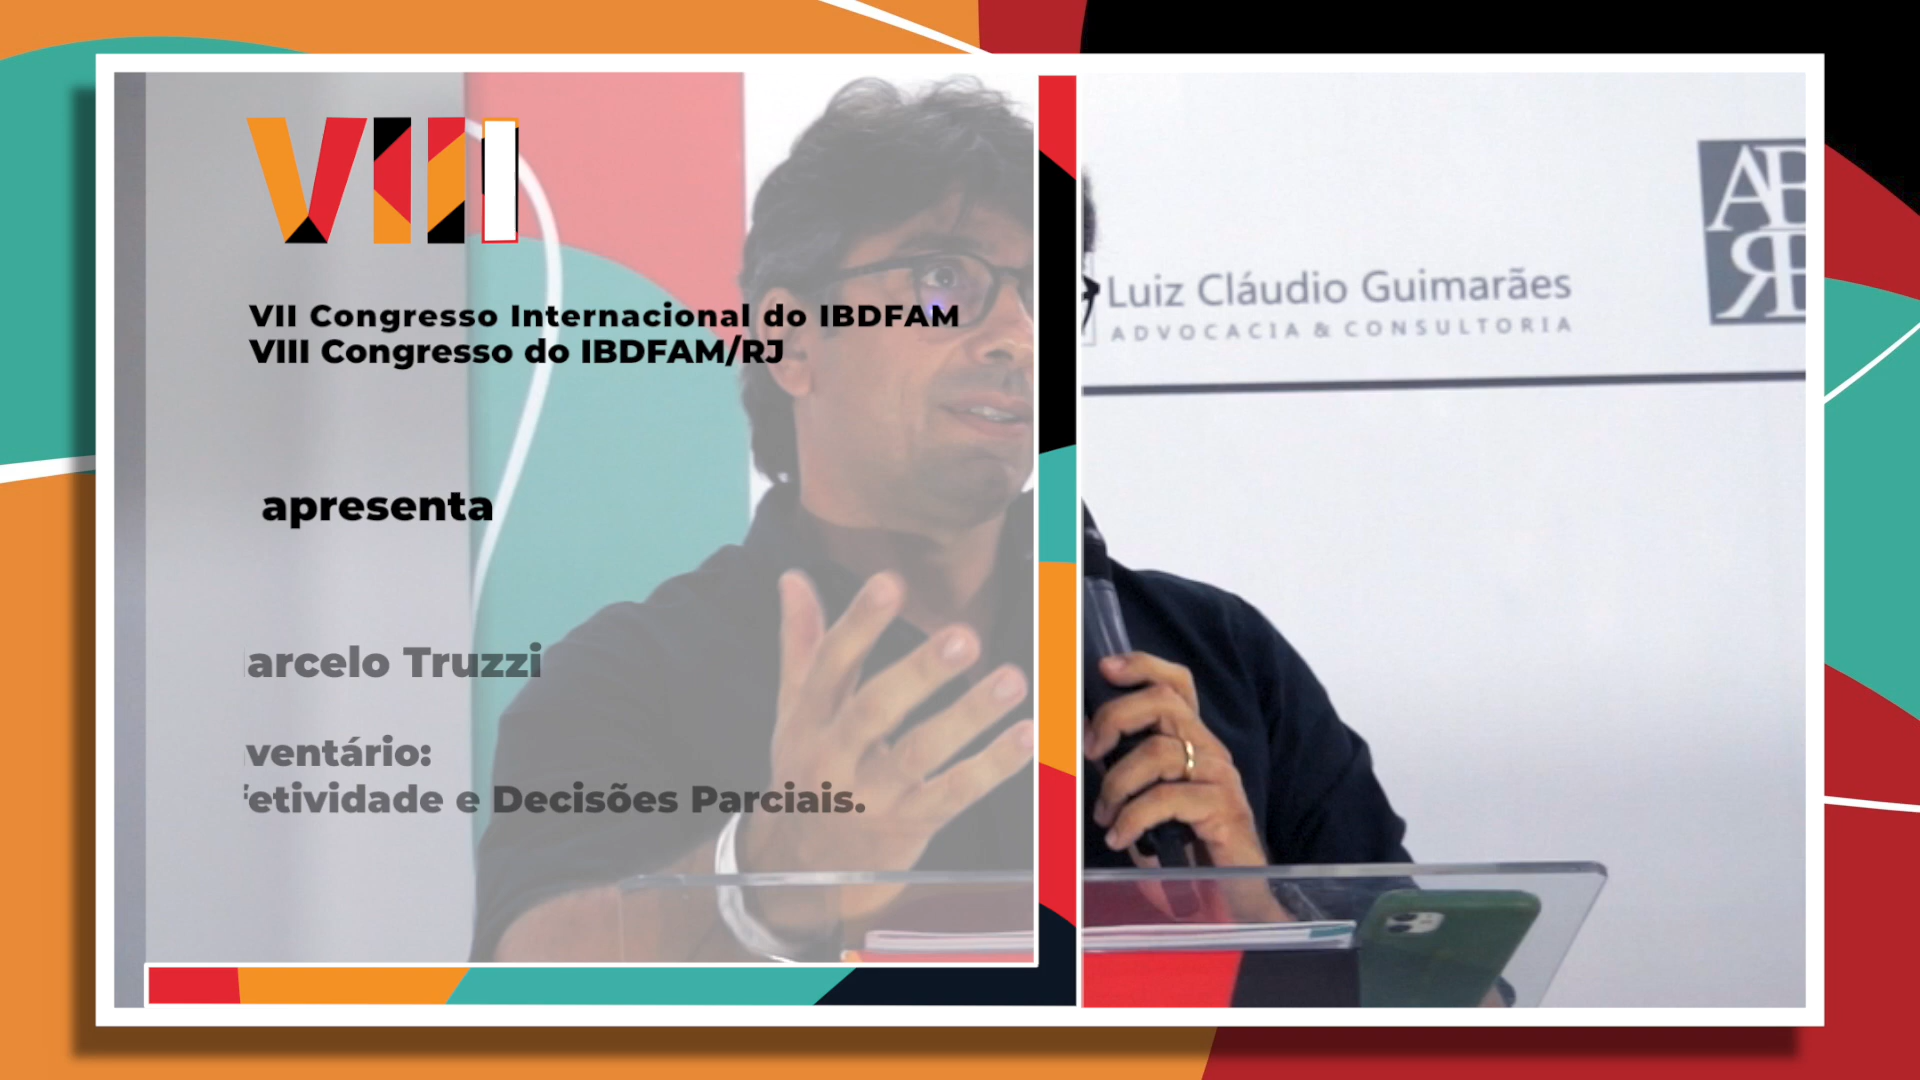 VIII
VII Congresso Internacional do IBDFAM
VIII Congresso do IBDFAM/RJ
apresenta
arcelo Truzzi
ventário:
fetividade e Decisões Parciais.
Luiz Cláudio Guimarães
ADVOCACIA & CONSULTORIA